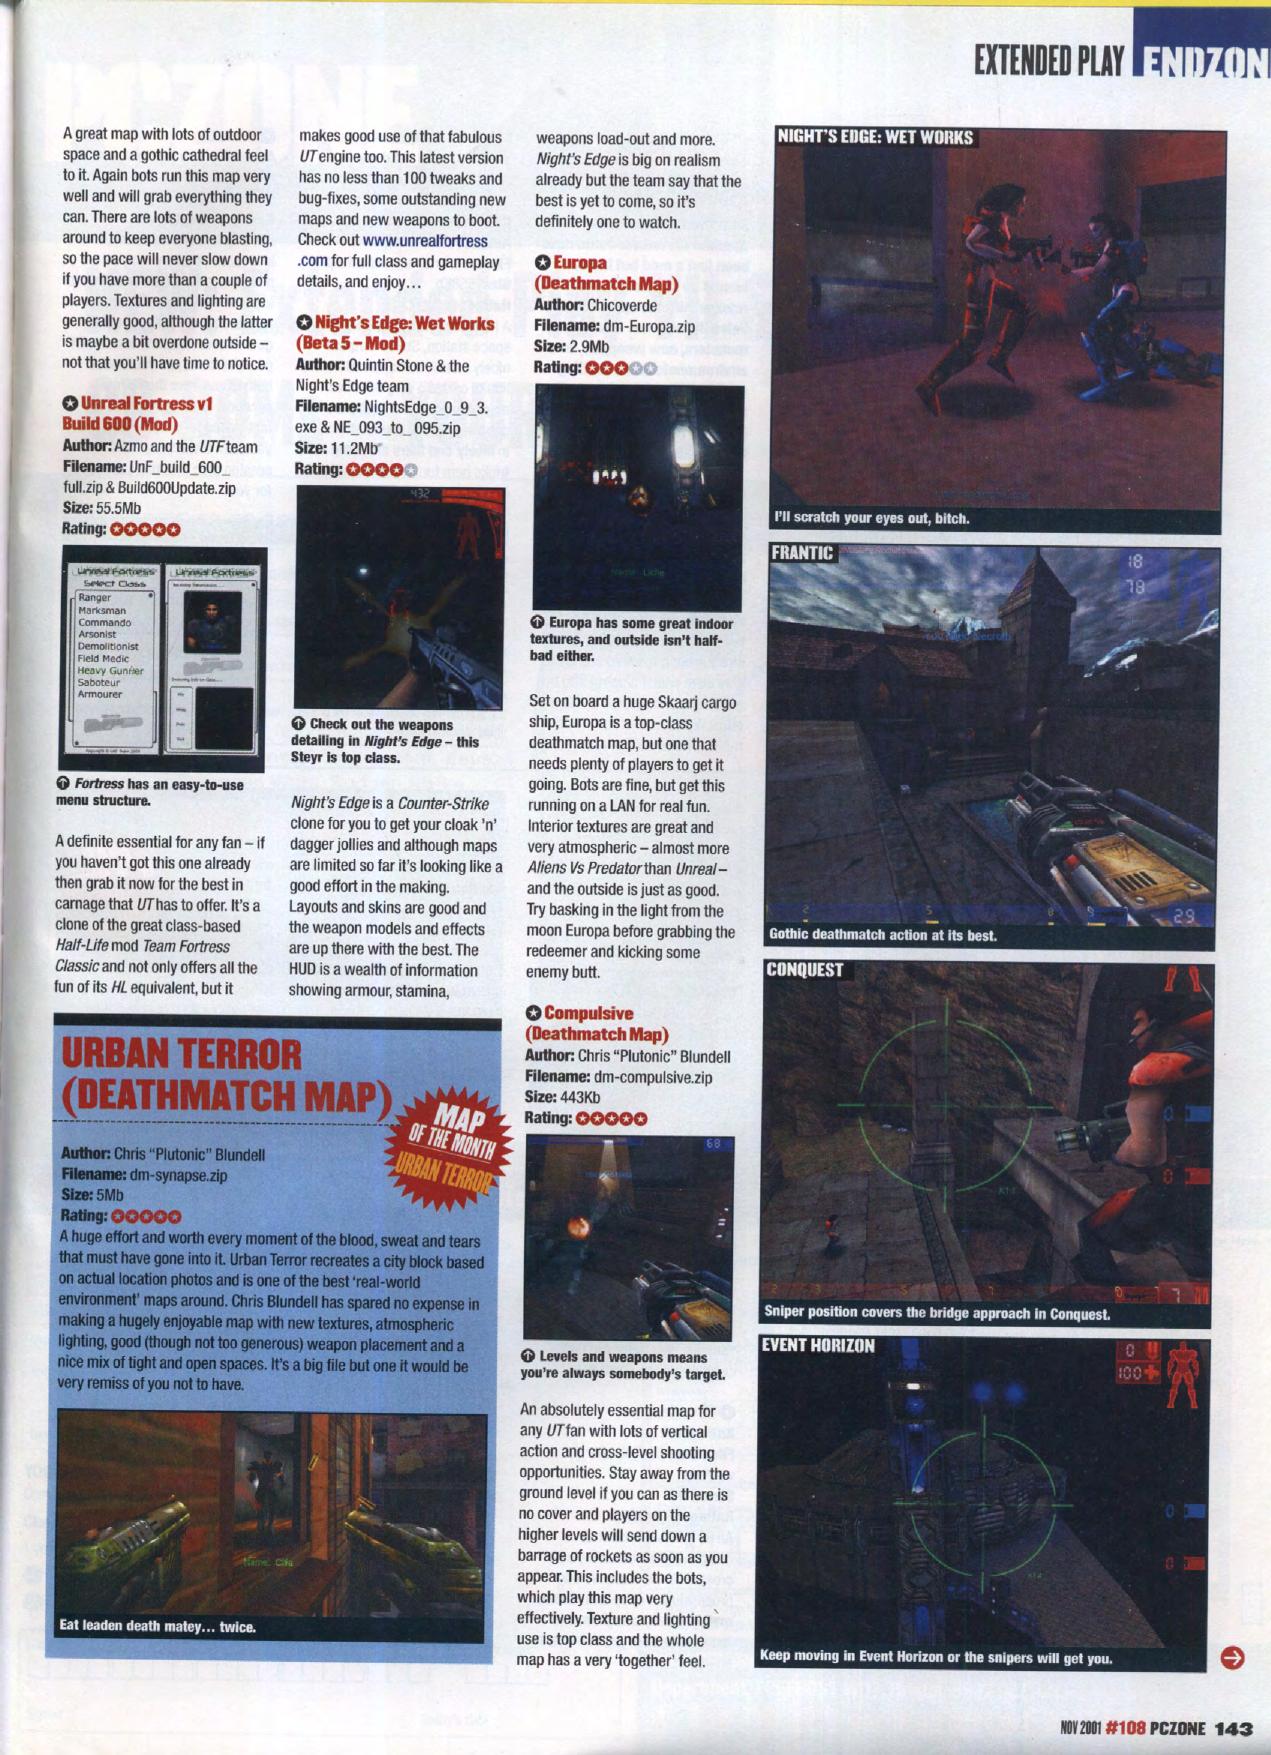 EXTENDED PLAY ENDZON
A great map with lots of outdoor
space and a gothic cathedral feel
to it. Again bots run this map very
well and will grab everything they
can. There are lots of weapons
around to keep everyone blasting,
so the pace will never slow down
if you have more than a couple of
players. Textures and lighting are
generally good, although the latter
is maybe a bit overdone outside –
not that you'll have time to notice.
Unreal Fortress v1
Build 600 (Mod)
Author: Azmo and the UTF team
Filename: UnF_build_600_
full.zip & Build600Update.zip
Size: 55.5Mb
Rating:
Unreal Fortress
Select Class
Ranger
Marksman
Commando
Arsonist
Demolitionist
Field Medic
Heavy Gunner
Saboteur
Armourer
Unreal Fortress
Fortress has an easy-to-use
menu structure.
A definite essential for any fan – if
you haven't got this one already
then grab it now for the best in
carnage that UT has to offer. It's a
clone of the great class-based
Half-Life mod Team Fortress
Classic and not only offers all the
fun of its HL equivalent, but it
makes good use of that fabulous
UT engine too. This latest version
has no less than 100 tweaks and
bug-fixes, some outstanding new
maps and new weapons to boot.
Check out www.unrealfortress
.com for full class and gameplay
details, and enjoy...
Night's Edge: Wet Works
(Beta 5 – Mod)
Author: Quintin Stone & the
Night's Edge team
Filename: NightsEdge_0_9_3.
exe & NE_093_to_095.zip
Size: 11.2Mb
Rating:
432
Check out the weapons
detailing in Night's Edge – this
Steyr is top class.
Night's Edge is a Counter-Strike
clone for you to get your cloak 'n'
dagger jollies and although maps
are limited so far it's looking like a
good effort in the making.
Layouts and skins are good and
the weapon models and effects
are up there with the best. The
HUD is a wealth of information
showing armour, stamina,
weapons load-out and more.
Night's Edge is big on realism
already but the team say that the
best is yet to come, so it's
definitely one to watch.
Europa
(Deathmatch Map)
Author: Chicoverde
Filename: dm-Europa.zip
Size: 2.9Mb
Rating:
Europa has some great indoor
textures, and outside isn't half-
bad either.
Set on board a huge Skaarj cargo
ship, Europa is a top-class
deathmatch map, but one that
needs plenty of players to get it
going. Bots are fine, but get this
running on a LAN for real fun.
Interior textures are great and
very atmospheric – almost more
Aliens Vs Predator than Unreal –
and the outside is just as good.
Try basking in the light from the
moon Europa before grabbing the
redeemer and kicking some
enemy butt.
Compulsive
(Deathmatch Map)
Author: Chris “Plutonic” Blundell
Filename: dm-compulsive.zip
Size: 443Kb
Rating:
68
Levels and weapons means
you're always somebody's target.
An absolutely essential map for
any UT fan with lots of vertical
action and cross-level shooting
opportunities. Stay away from the
ground level if you can as there is
no cover and players on the
higher levels will send down a
barrage of rockets as soon as you
appear. This includes the bots,
which play this map very
effectively. Texture and lighting
use is top class and the whole
map has a very 'together' feel.
URBAN TERROR
(DEATHMATCH MAP)
MAP
OF THE MONTH
URBAN TERROR
Author: Chris “Plutonic” Blundell
Filename: dm-synapse.zip
Size: 5Mb
Rating:
A huge effort and worth every moment of the blood, sweat and tears
that must have gone into it. Urban Terror recreates a city block based
on actual location photos and is one of the best 'real-world
environment' maps around. Chris Blundell has spared no expense in
making a hugely enjoyable map with new textures, atmospheric
lighting, good (though not too generous) weapon placement and a
nice mix of tight and open spaces. It's a big file but one it would be
very remiss of you not to have.
Eat leaden death matey... twice.
NIGHT'S EDGE: WET WORKS
I'll scratch your eyes out, bitch.
FRANTIC
18
78
29
Gothic deathmatch action at its best.
CONQUEST
Sniper position covers the bridge approach in Conquest.
EVENT HORIZON
0
100
0
0
Keep moving in Event Horizon or the snipers will get you.
NOV 2001 #108 PCZONE 143